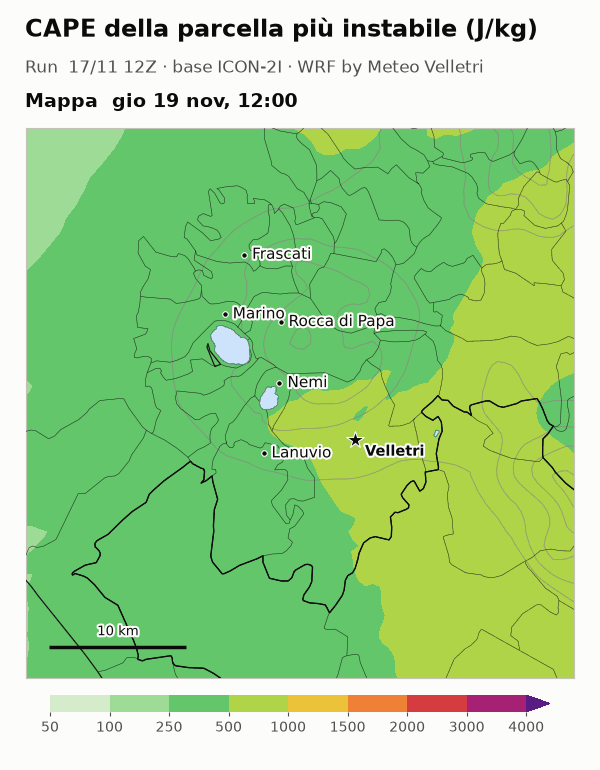 CAPE della parcella più instabile (J/kg)
Run  17/11 12Z · base ICON-2I · WRF by Meteo Velletri
Mappa  gio 19 nov, 12:00
Frascati
Marino
Rocca di Papa
Nemi
Lanuvio
Velletri
10 km
50 100 250 500 1000 1500 2000 3000 4000